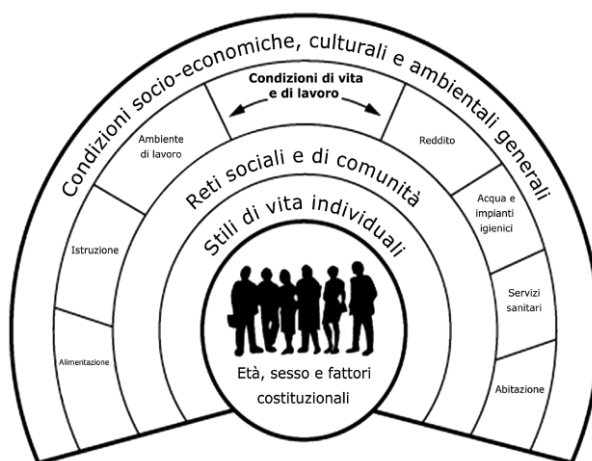 Condizioni socio-economiche, culturali e ambientali generali
Condizioni di vita
e di lavoro
Ambiente
di lavoro
Reddito
Reti sociali e di comunità
Acqua e
impianti
igienici
Stili di vita individuali
Istruzione
Servizi
sanitari
Alimentazione
Abitazione
Età, sesso e fattori
costituzionali